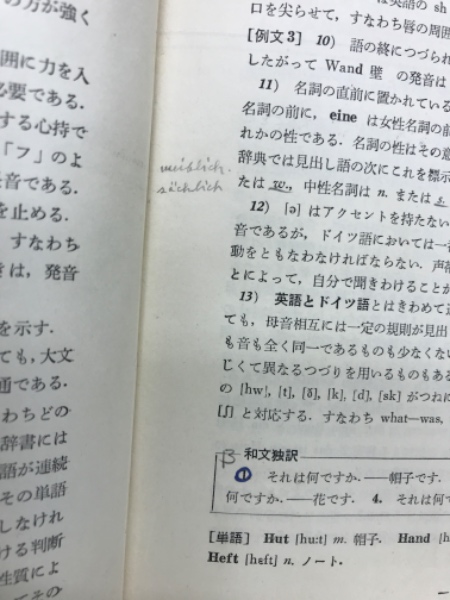 の方が強く
囲に力を入
必要である.
する心持で
「フ」のよ
音である.
を止める.
すなわち
は, 発音
を示す.
ても, 大文
通である.
わちどの
辞書には
語が連続
その単語
しなけれ
ける判断
性質によ
weiblich.
sächlich
は英語の sh
口を尖らせて, すなわち唇の周囲
[例文3] 10) 語の終につづられ
したがって Wand 壁 の発音は
11) 名詞の直前に置かれている
名詞の前に, eine は女性名詞の前
れかの性である. 名詞の性はその意
辞典では見出し語の次にこれを標示
たは w., 中性名詞は n. または s
12) [ə] はアクセントを持たない
音であるが, ドイツ語においては一音
動をともなわなければならない. 声
とによって, 自分で聞きわけることが
13) 英語とドイツ語とはきわめて近
ても, 母音相互には一定の規則が見出
も音も全く同一であるものも少なくない
じくて異なるつづりを用いるものもある
の [hw], [t], [ð], [k], [d], [sk] がつねに
[ʃ] と対応する. すなわち what—was,
B 和文独訳
① それは何ですか.——帽子です.
何ですか.——花です. 4. それは何で
[単語] Hut [huːt] m. 帽子. Hand [h
Heft [hɛft] n. ノート.